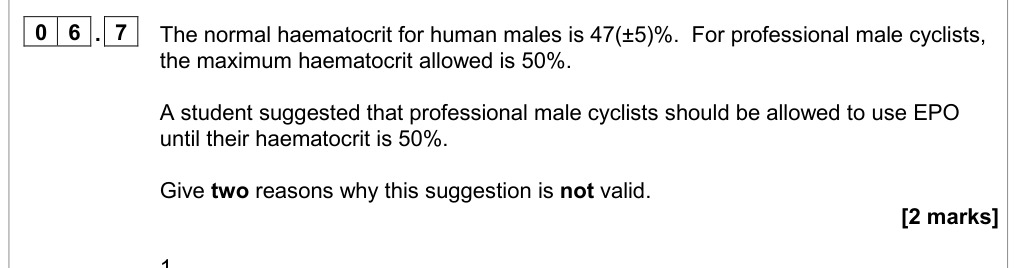 0 6 . 7 The normal haematocrit for human males is 47(±5)%. For professional male cyclists,
the maximum haematocrit allowed is 50%.
A student suggested that professional male cyclists should be allowed to use EPO
until their haematocrit is 50%.
Give two reasons why this suggestion is not valid.
[2 marks]
1